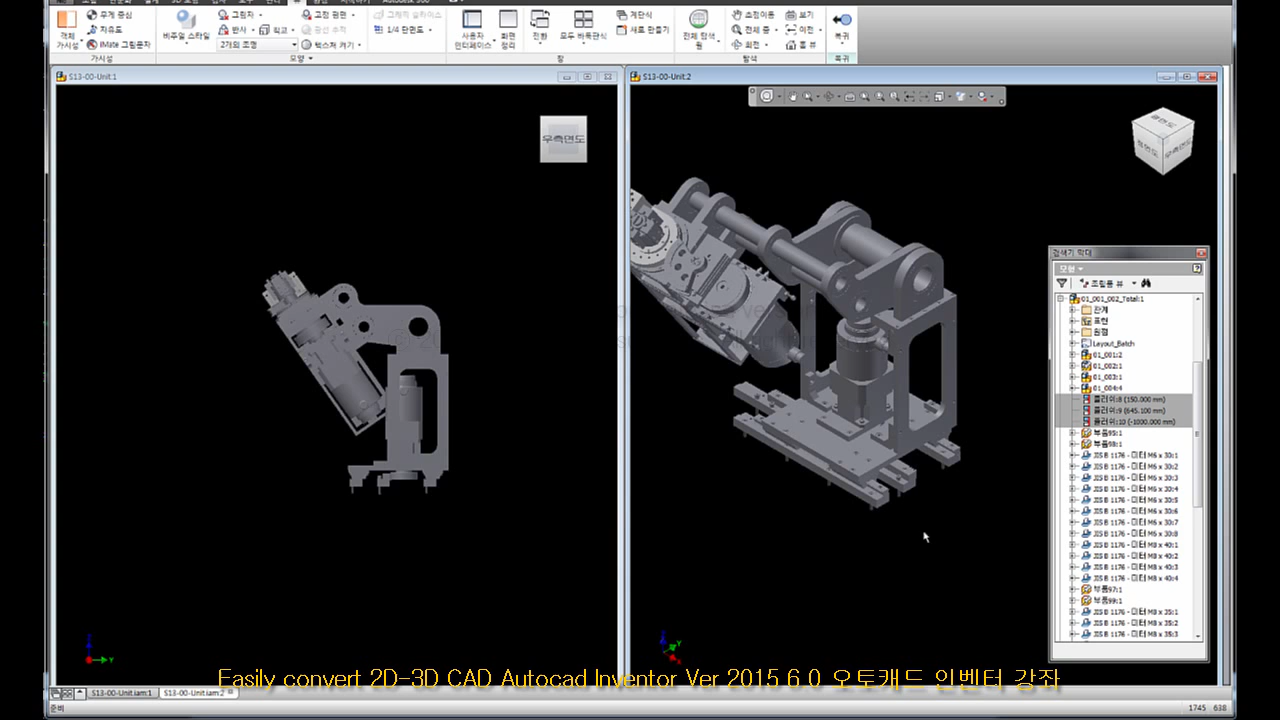 객체 가시성
무게 중심
자유도
iMate 그림문자
가시성
비주얼 스타일
그림자
반사
학교
2개의 조명
고정 원판
텍스처 켜기
1/4 단면도
모양
사용자 인터페이스
화면 정리
전환
모두 바둑판식
계단식
새로 만들기
창
전체 탐색 휠
초점이동
전체 줌
회전
보기
이전
홈 뷰
탐색
복귀
복귀
S13-00-Unit:1
S13-00-Unit:2
우측면도
우측면도
검색기 막대
모형
조립품 뷰
01_001_002_Total:1
관계
표현
원점
Layout_Batch
01_001:2
01_002:1
01_003:1
01_004:4
플러쉬:8 (150.000 mm)
플러쉬:9 (645.100 mm)
플러쉬:10 (-1000.000 mm)
부품95:1
부품98:1
JIS B 1176 - 미터 M6 x 30:1
JIS B 1176 - 미터 M6 x 30:2
JIS B 1176 - 미터 M6 x 30:3
JIS B 1176 - 미터 M6 x 30:4
JIS B 1176 - 미터 M6 x 30:5
JIS B 1176 - 미터 M6 x 30:6
JIS B 1176 - 미터 M6 x 30:7
JIS B 1176 - 미터 M6 x 30:8
JIS B 1176 - 미터 M8 x 40:1
JIS B 1176 - 미터 M8 x 40:2
JIS B 1176 - 미터 M8 x 40:3
JIS B 1176 - 미터 M8 x 40:4
부품97:1
부품99:1
JIS B 1176 - 미터 M8 x 35:1
JIS B 1176 - 미터 M8 x 35:2
JIS B 1176 - 미터 M8 x 35:3
Easily convert 2D-3D CAD Autocad Inventor Ver 2015.6.0 오토캐드 인벤터 강좌
S13-00-Unit.iam:1
S13-00-Unit.iam:2
준비
1745 638